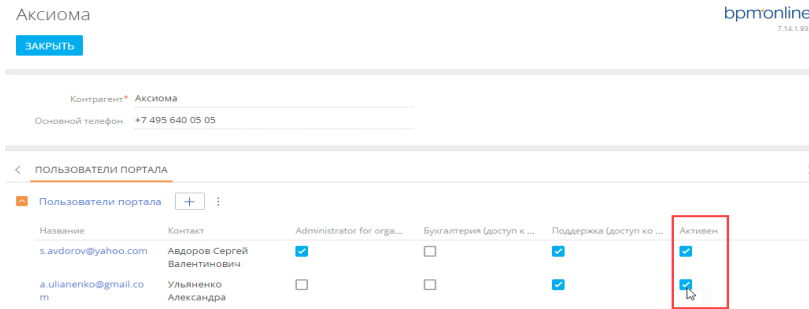 Аксиома
bpm'online
ЗАКРЫТЬ
7.14.1.93
Контрагент* Аксиома
Основной телефон +7 495 640 05 05
ПОЛЬЗОВАТЕЛИ ПОРТАЛА
Пользователи портала
Название Контакт Administrator for orga... Бухгалтерия (доступ к ... Поддержка (доступ ко ... Активен
s.avdorov@yahoo.com Авдоров Сергей
Валентинович
a.ulianenko@gmail.co Ульяненко
m Александра